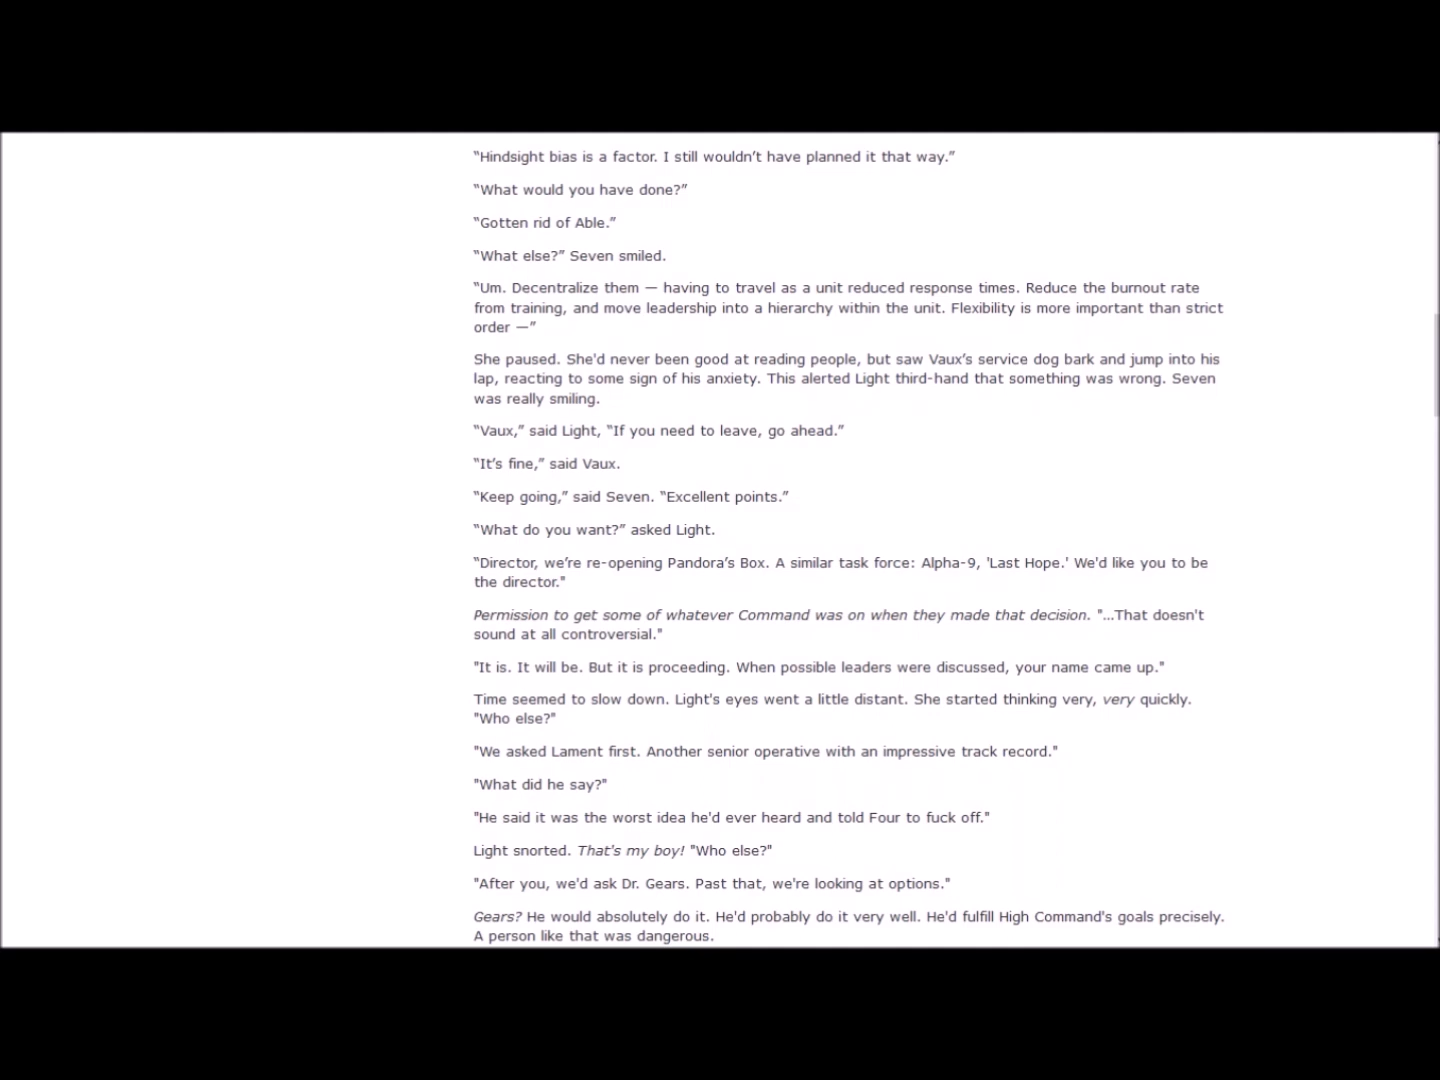 “Hindsight bias is a factor. I still wouldn’t have planned it that way.”
“What would you have done?”
“Gotten rid of Able.”
“What else?” Seven smiled.
“Um. Decentralize them — having to travel as a unit reduced response times. Reduce the burnout rate
from training, and move leadership into a hierarchy within the unit. Flexibility is more important than strict
order —”
She paused. She'd never been good at reading people, but saw Vaux’s service dog bark and jump into his
lap, reacting to some sign of his anxiety. This alerted Light third-hand that something was wrong. Seven
was really smiling.
“Vaux,” said Light, “If you need to leave, go ahead.”
“It’s fine,” said Vaux.
“Keep going,” said Seven. “Excellent points.”
“What do you want?” asked Light.
“Director, we’re re-opening Pandora’s Box. A similar task force: Alpha-9, 'Last Hope.' We'd like you to be
the director."
Permission to get some of whatever Command was on when they made that decision. "...That doesn't
sound at all controversial."
"It is. It will be. But it is proceeding. When possible leaders were discussed, your name came up."
Time seemed to slow down. Light's eyes went a little distant. She started thinking very, very quickly.
"Who else?"
"We asked Lament first. Another senior operative with an impressive track record."
"What did he say?"
"He said it was the worst idea he'd ever heard and told Four to fuck off."
Light snorted. That's my boy! "Who else?"
"After you, we'd ask Dr. Gears. Past that, we're looking at options."
Gears? He would absolutely do it. He'd probably do it very well. He'd fulfill High Command's goals precisely.
A person like that was dangerous.